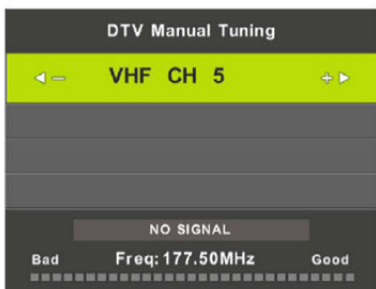 DTV Manual Tuning
VHF CH 5
NO SIGNAL
Bad Freq:177.50MHz Good